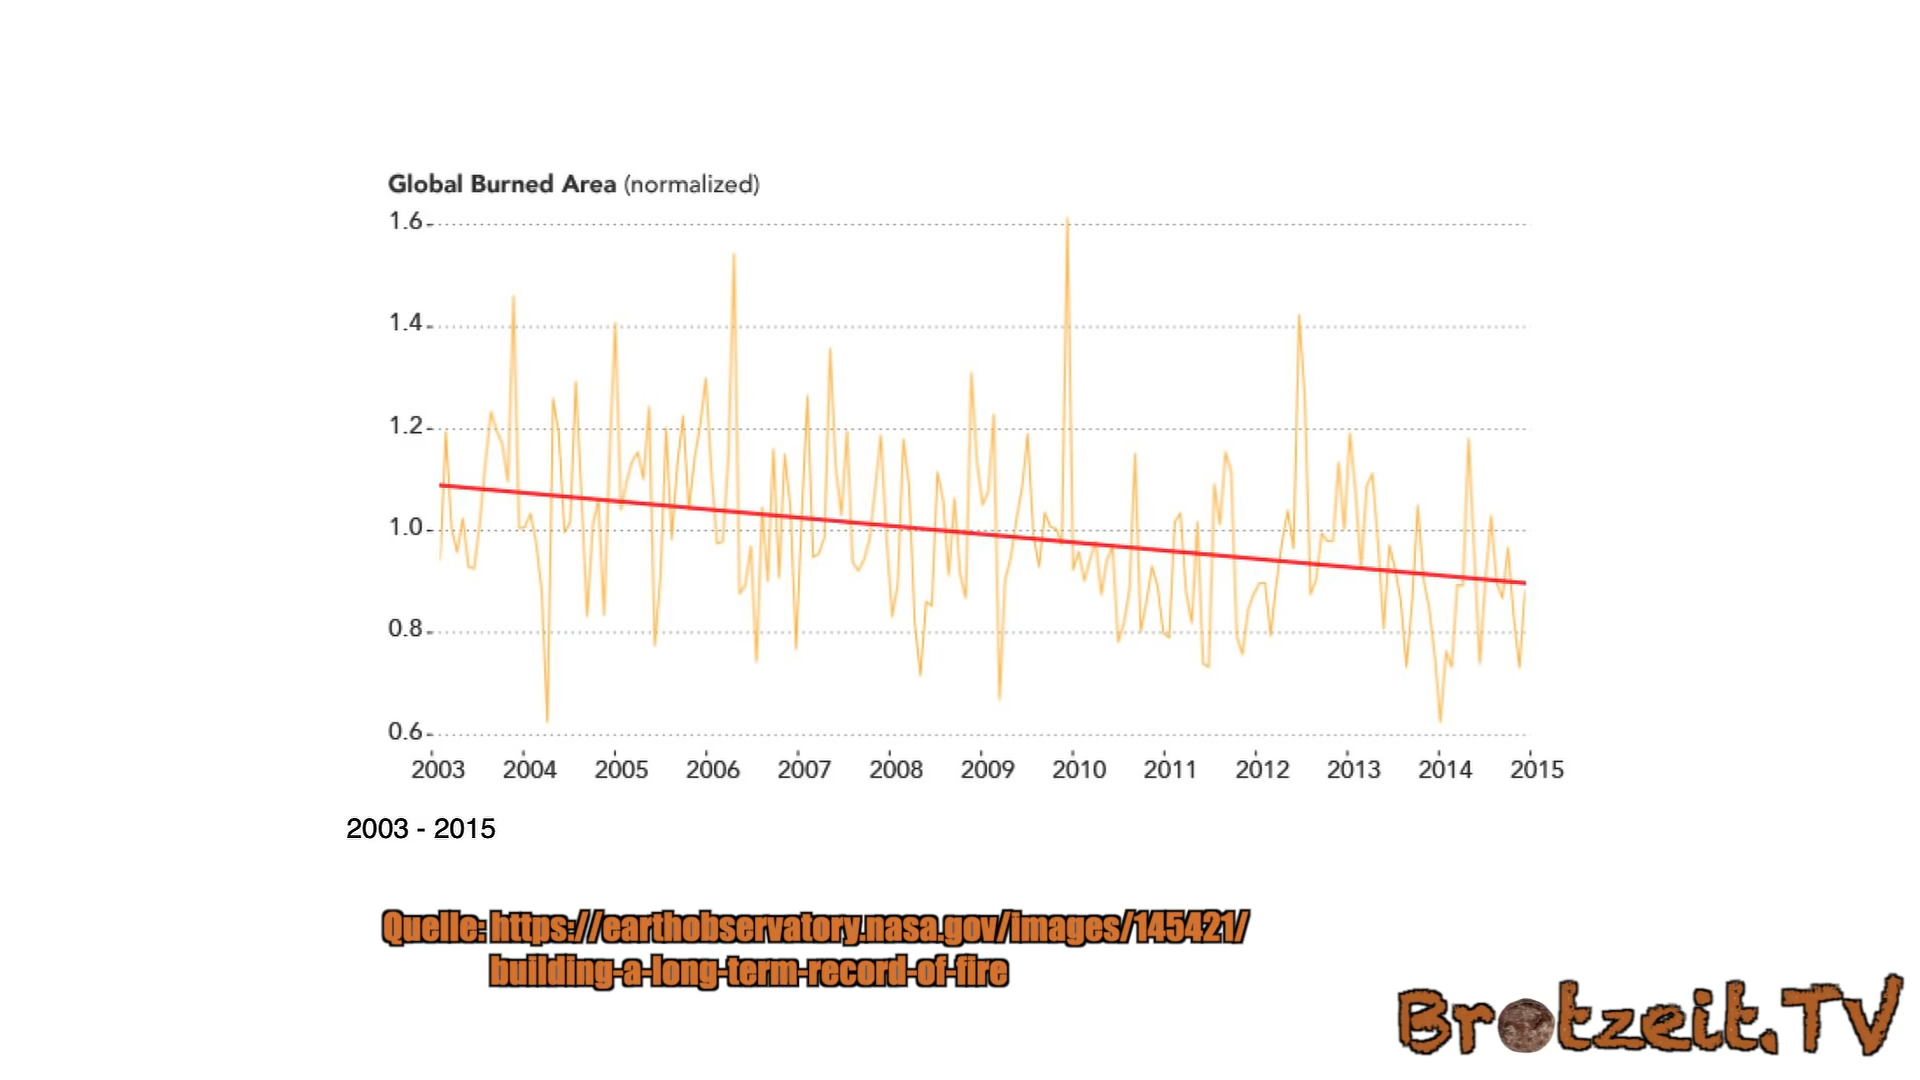 Global Burned Area (normalized)
1.6
1.4
1.2
1.0
0.8
0.6
2003 2004 2005 2006 2007 2008 2009 2010 2011 2012 2013 2014 2015
2003 - 2015
Quelle: https://earthobservatory.nasa.gov/images/145421/
building-a-long-term-record-of-fire
Brotzeit.TV